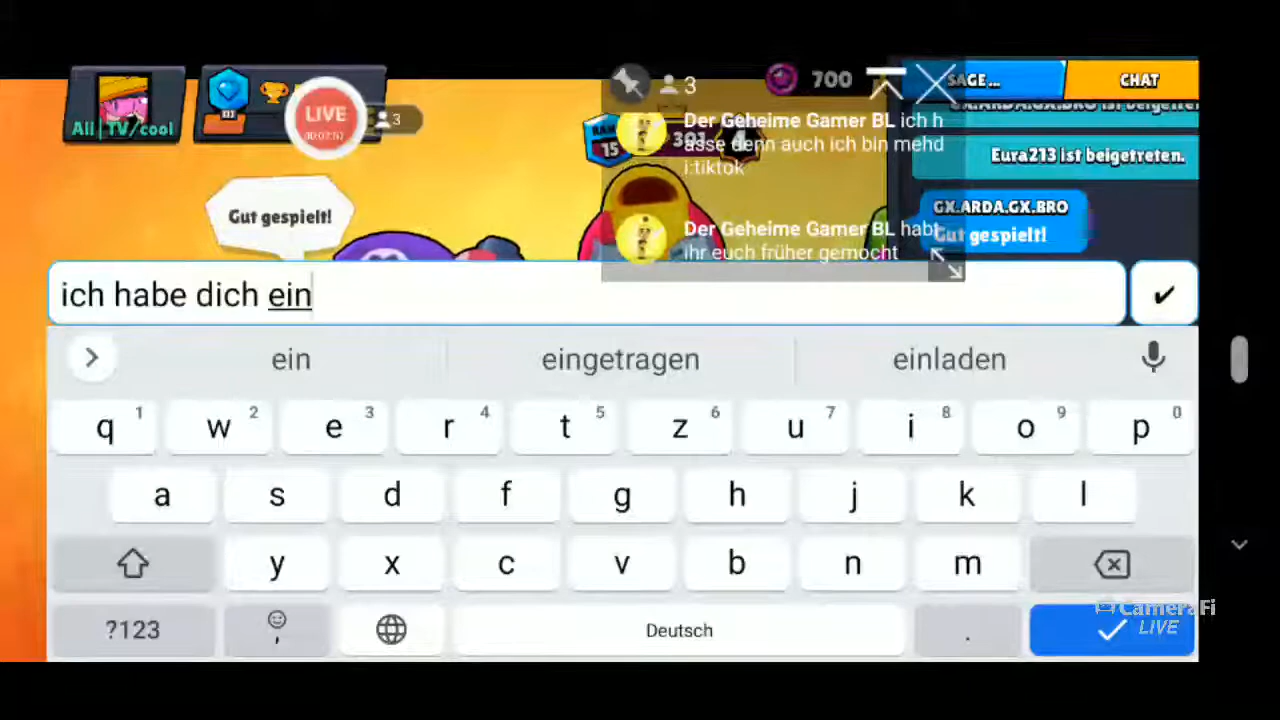 All|TV/cool
LIVE
3
3
700
SAGE...
CHAT
RANK
15
Der Geheime Gamer BL ich h
asse denn auch ich bin mehd
i:tiktok
Eura213 ist beigetreten.
Gut gespielt!
Der Geheime Gamer BL habt
ihr euch früher gemocht
GX.ARDA.GX.BRO
Gut gespielt!
ich habe dich ein
ein eingetragen einladen
q 1 w 2 e 3 r 4 t 5 z 6 u 7 i 8 o 9 p 0
a s d f g h j k l
y x c v b n m
?123 , Deutsch .
CameraFi
LIVE